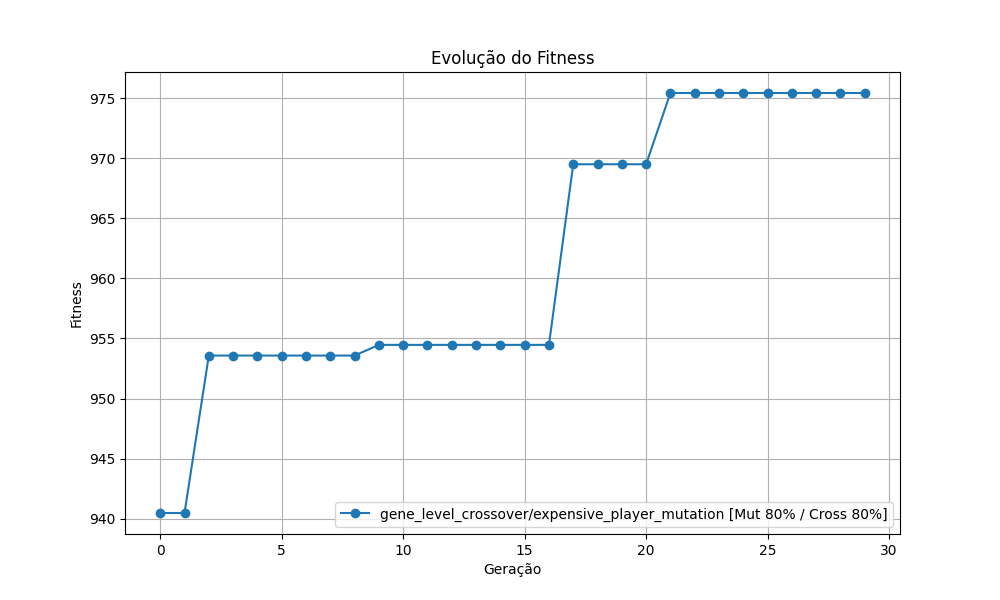 Evolução do Fitness
Fitness
975
970
965
960
955
950
945
940
gene_level_crossover/expensive_player_mutation [Mut 80% / Cross 80%]
0 5 10 15 20 25 30
Geração